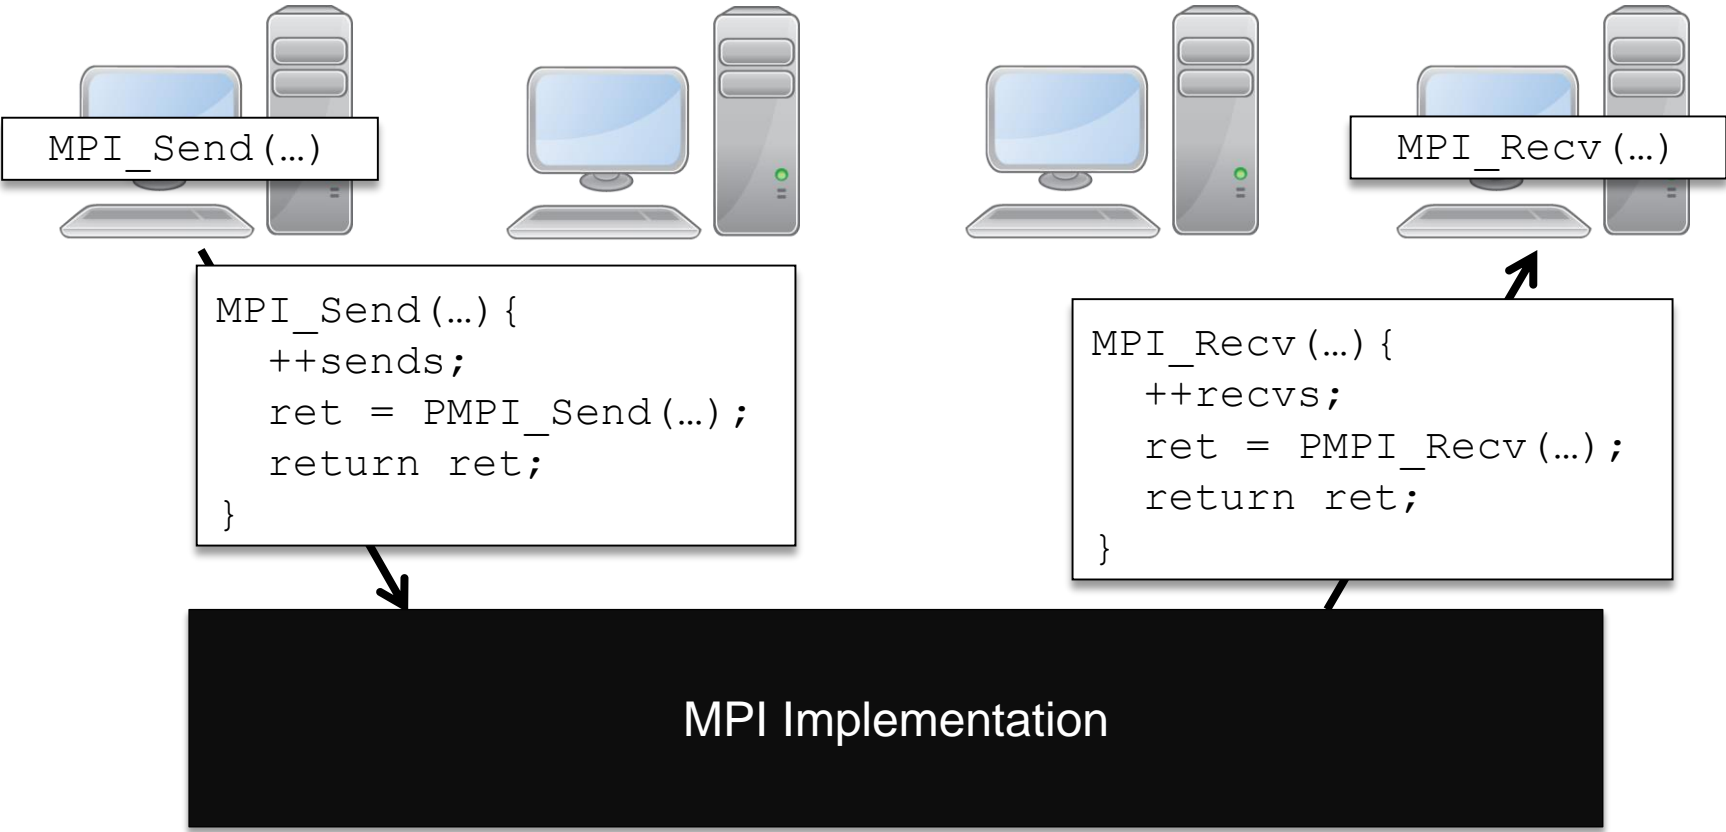 MPI_Send(…)
MPI_Recv(…)
MPI_Send(…){
++sends;
ret = PMPI_Send(…);
return ret;
}
MPI_Recv(…){
++recvs;
ret = PMPI_Recv(…);
return ret;
}
MPI Implementation